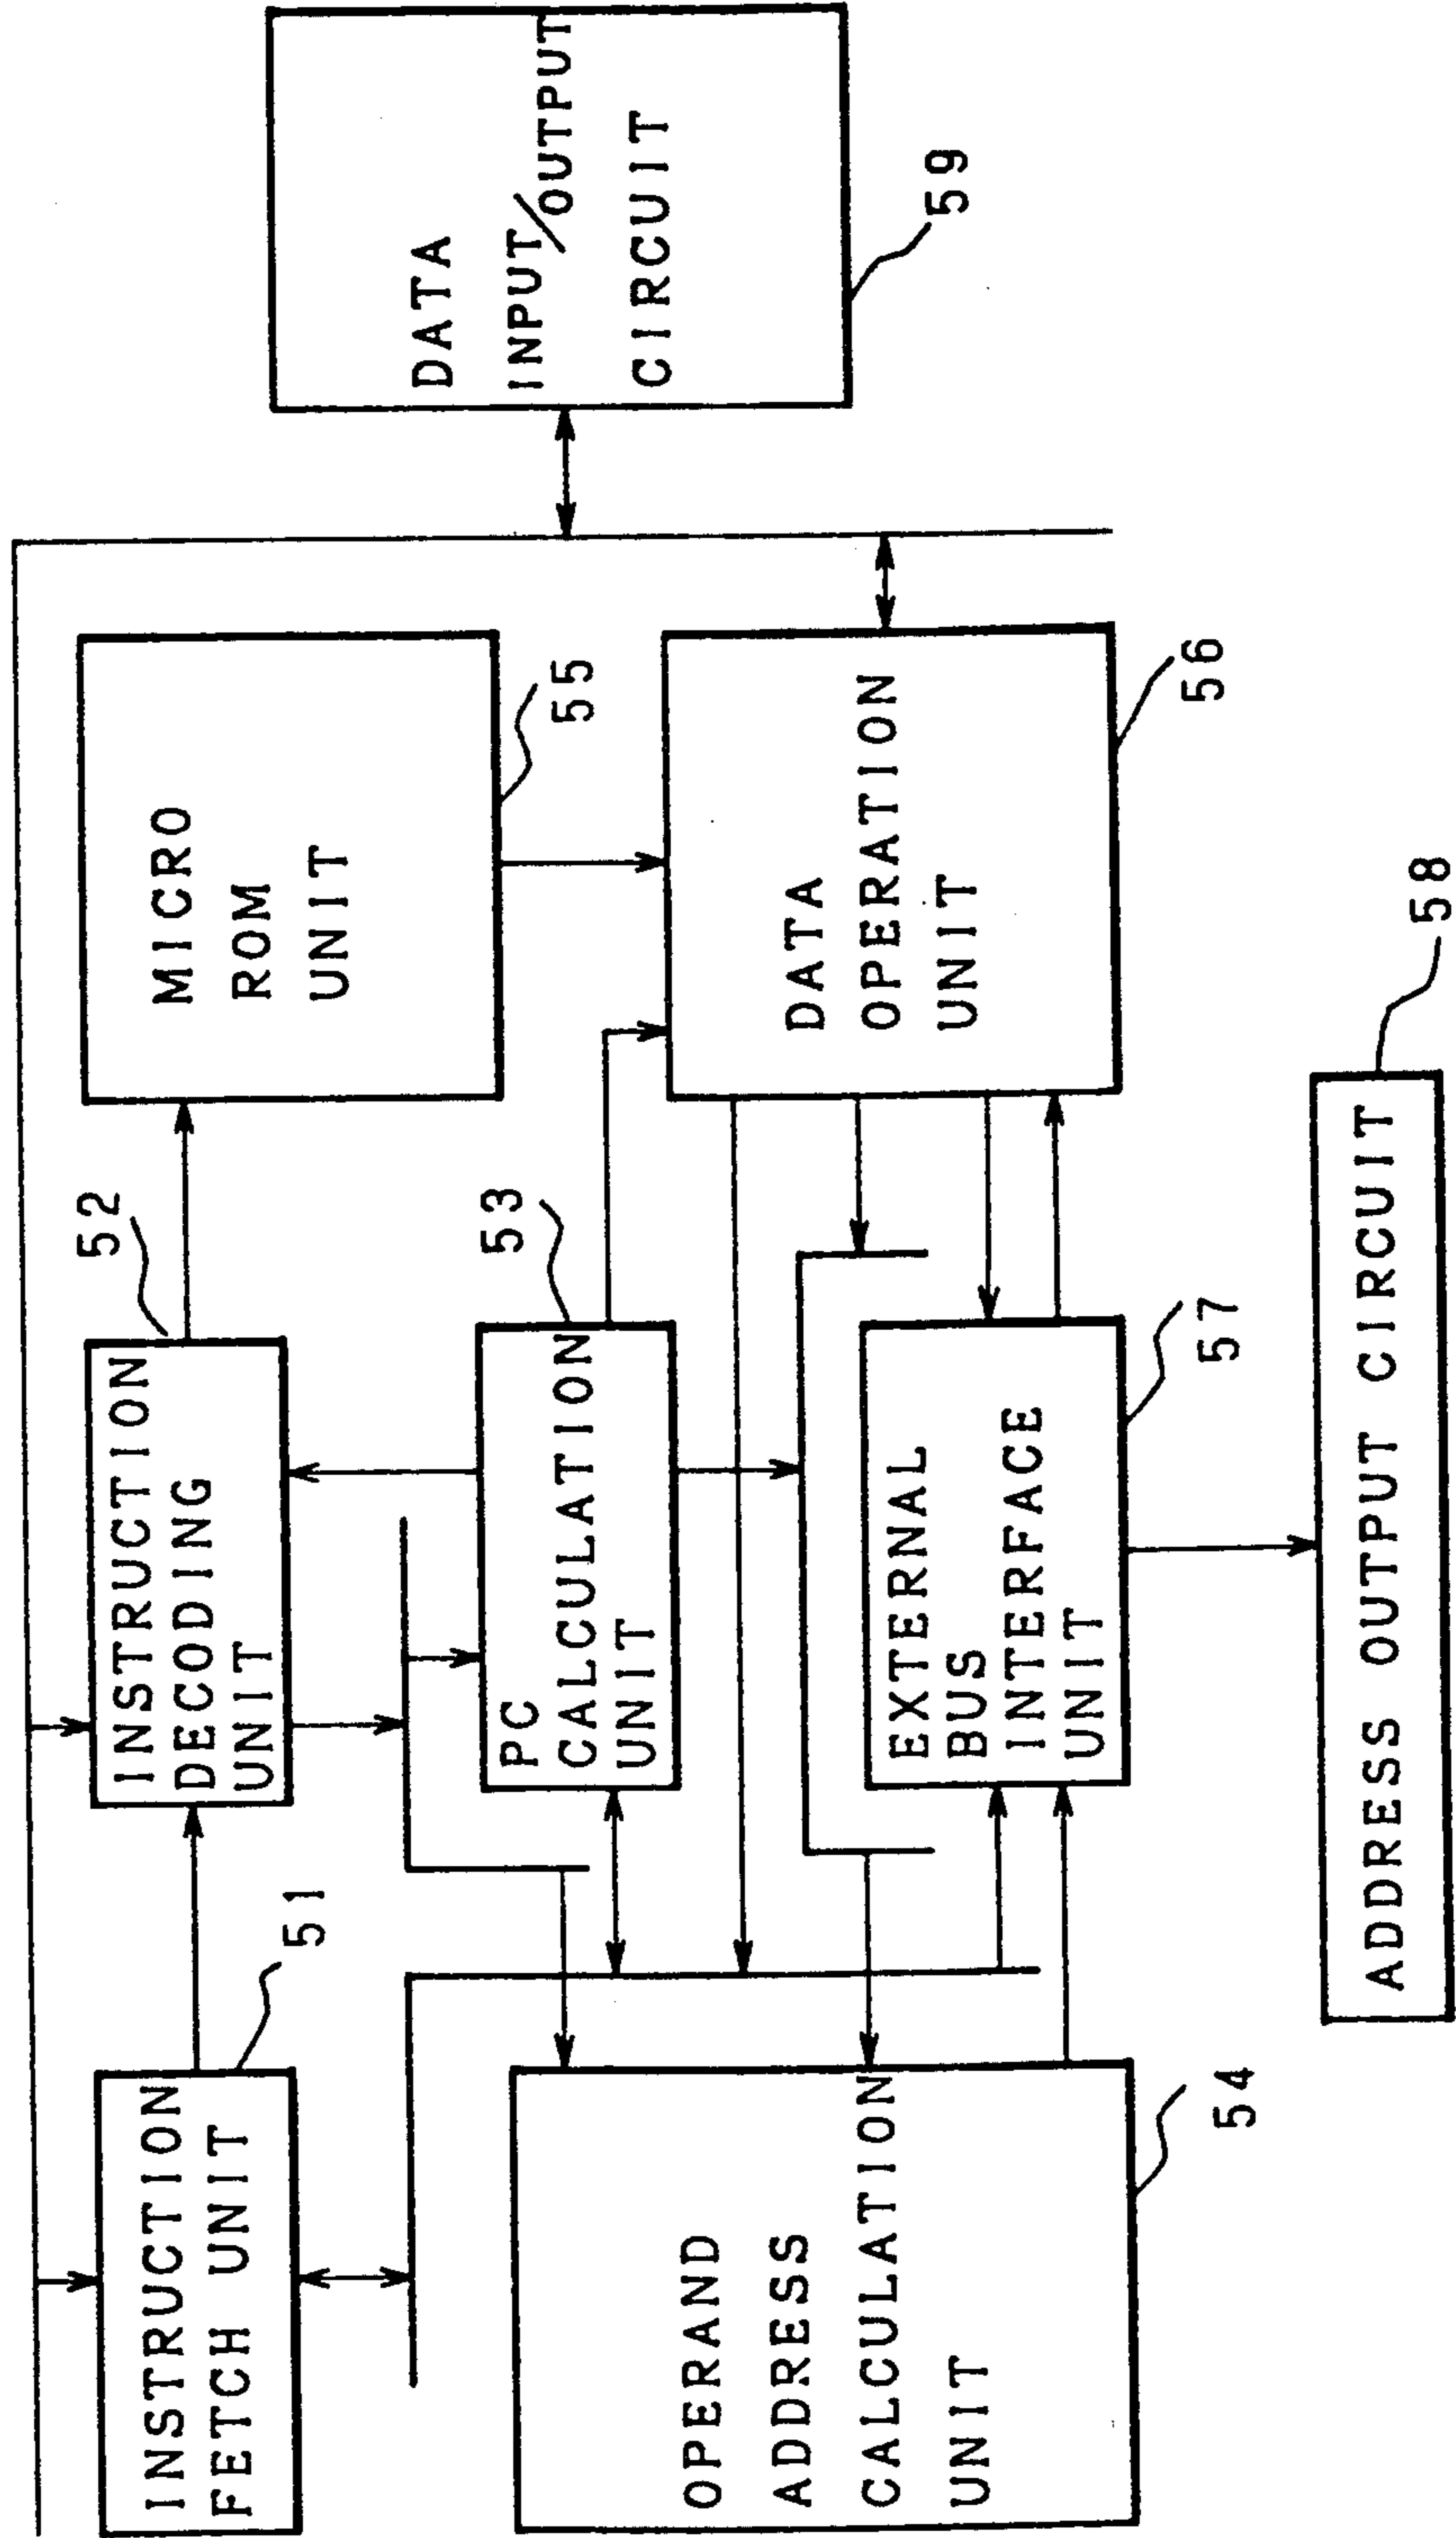 INSTRUCTION
FETCH UNIT
51
INSTRUCTION
DECODING
UNIT
52
MICRO
ROM
UNIT
55
PC
CALCULATION
UNIT
53
OPERAND
ADDRESS
CALCULATION
UNIT
54
EXTERNAL
BUS
INTERFACE
UNIT
57
DATA
OPERATION
UNIT
56
DATA
INPUT/OUTPUT
CIRCUIT
59
ADDRESS OUTPUT CIRCUIT
58